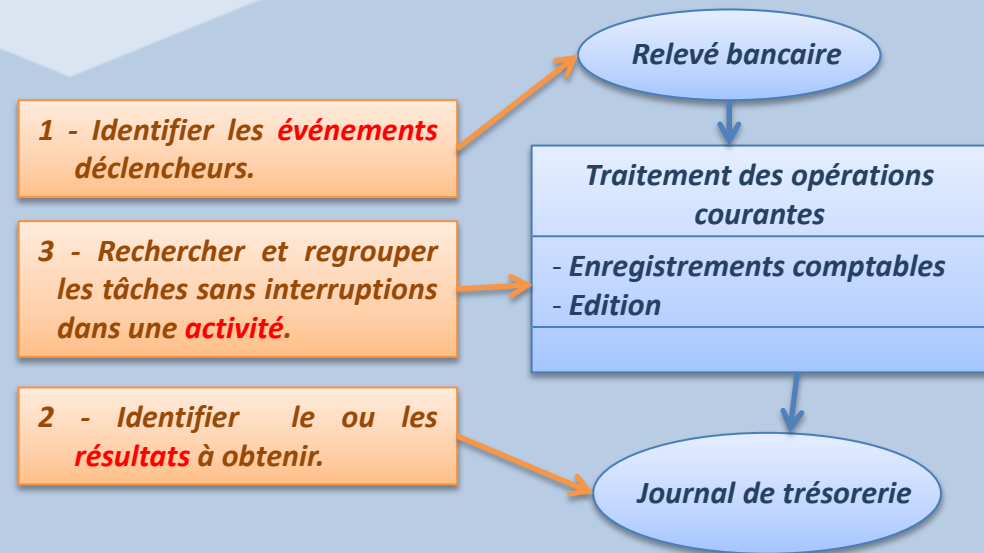 Relevé bancaire
1 - Identifier les événements
déclencheurs.
Traitement des opérations
courantes
3 - Rechercher et regrouper
les tâches sans interruptions
dans une activité.
- Enregistrements comptables
- Edition
2 - Identifier le ou les
résultats à obtenir.
Journal de trésorerie